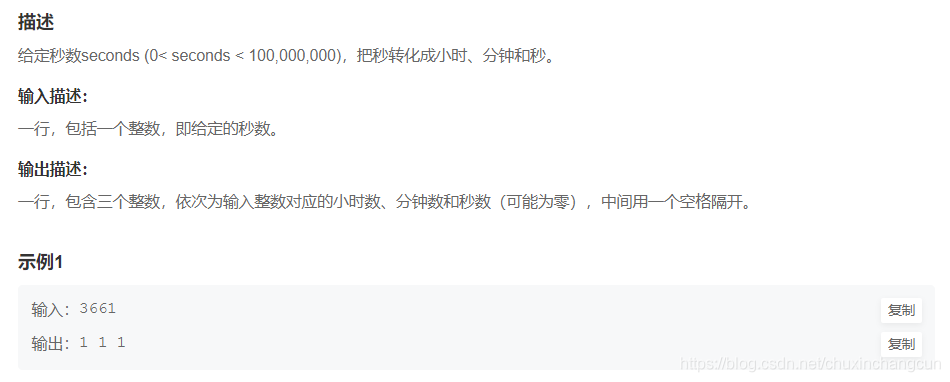 描述
给定秒数seconds (0< seconds < 100,000,000)，把秒转化成小时、分钟和秒。
输入描述：
一行，包括一个整数，即给定的秒数。
输出描述：
一行，包含三个整数，依次为输入整数对应的小时数、分钟数和秒数（可能为零），中间用一个空格隔开。
示例1
输入：3661 复制
输出：1 1 1 复制
https://blog.csdn.net/chuxinchangcun